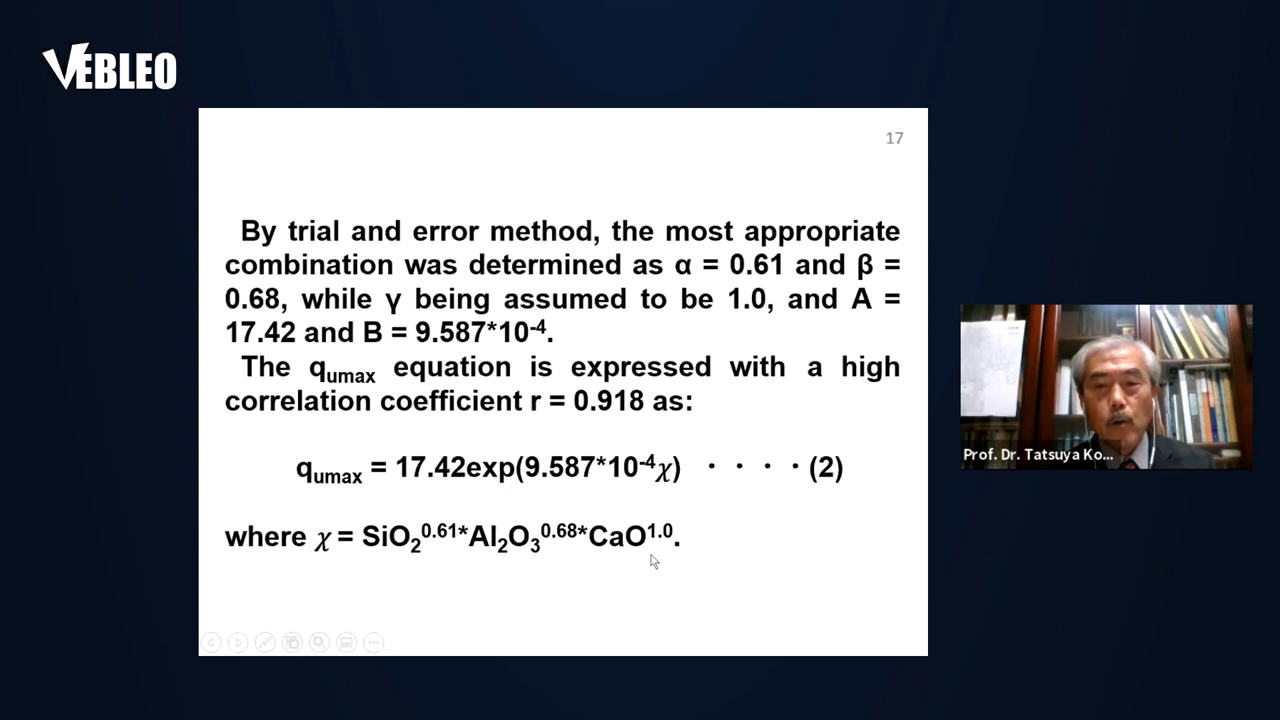 VEBLEO
17
By trial and error method, the most appropriate
combination was determined as α = 0.61 and β =
0.68, while γ being assumed to be 1.0, and A =
17.42 and B = 9.587*10⁻⁴.
The qumax equation is expressed with a high
correlation coefficient r = 0.918 as:
qumax = 17.42exp(9.587*10⁻⁴χ) ・・・・(2)
where χ = SiO₂⁰·⁶¹*Al₂O₃⁰·⁶⁸*CaO¹·⁰.
Prof. Dr. Tatsuya Ko...